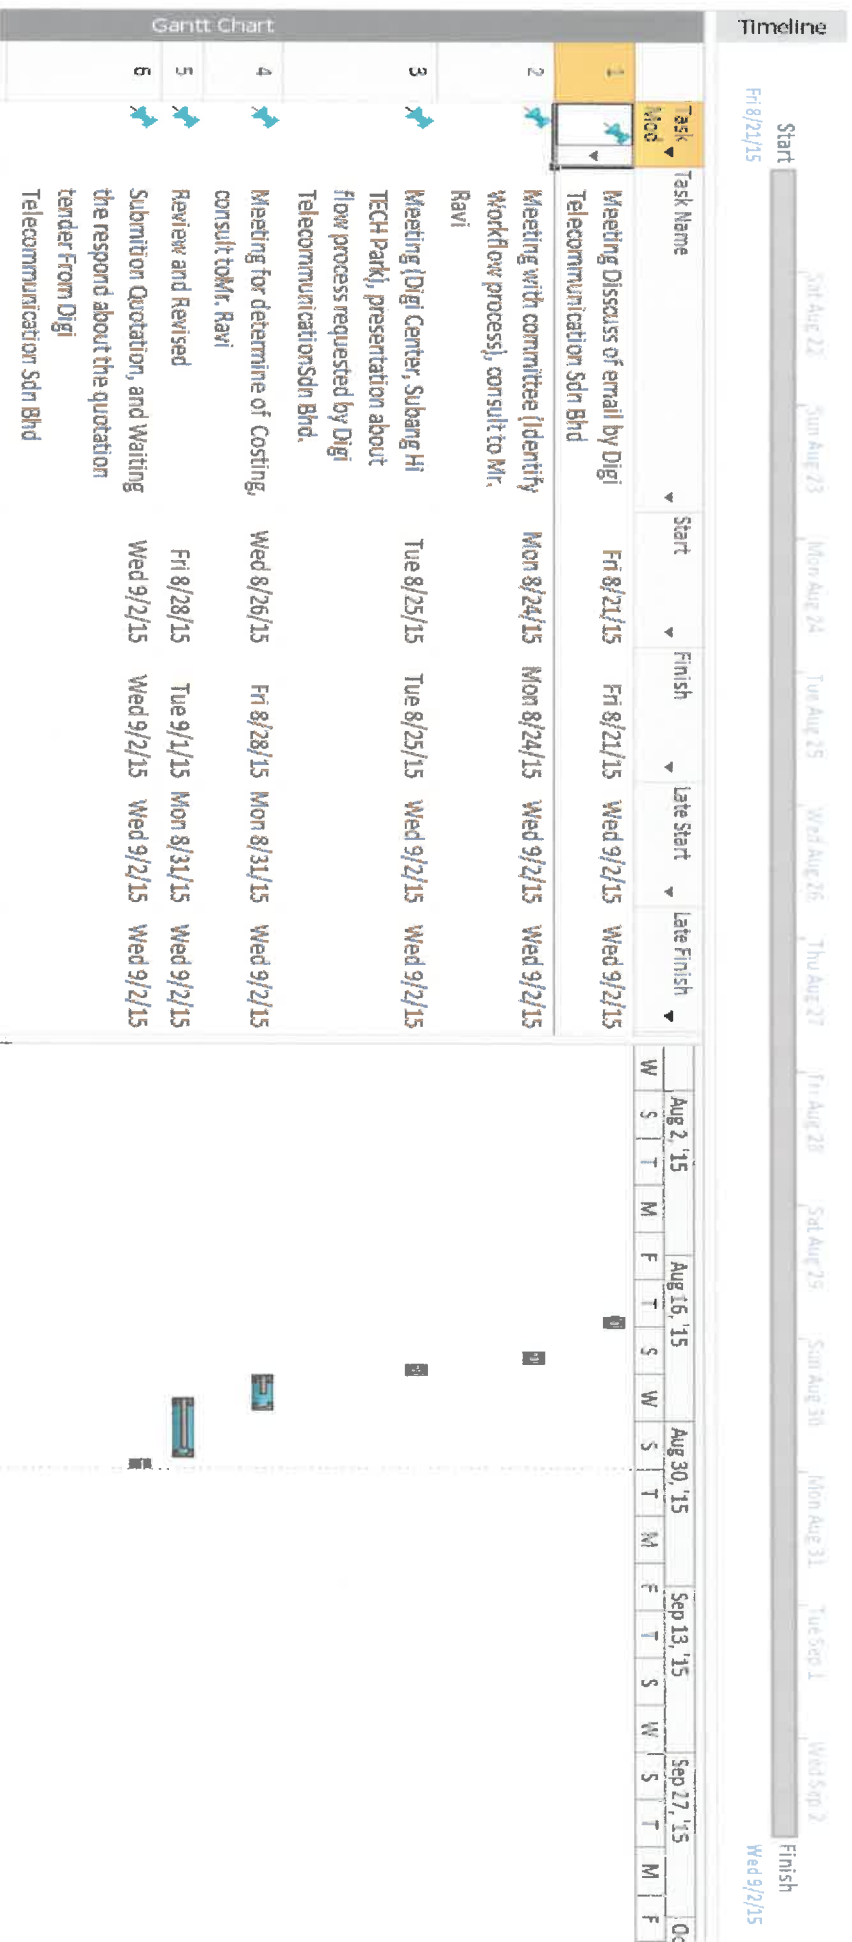 Timeline
Start
Fri 8/21/15
Sat Aug 22
Sun Aug 23
Mon Aug 24
Tue Aug 25
Wed Aug 26
Thu Aug 27
Fri Aug 28
Sat Aug 29
Sun Aug 30
Mon Aug 31
Tue Sep 1
Wed Sep 2
Finish
Wed 9/2/15
Gantt Chart
Task Mod
Task Name
Start
Finish
Late Start
Late Finish
Aug 2, '15
Aug 16, '15
Aug 30, '15
Sep 13, '15
Sep 27, '15
Oc
W S T M F T S W S T M F T S W S T M F
1 Meeting Discuss of email by Digi Fri 8/21/15 Fri 8/21/15 Wed 9/2/15 Wed 9/2/15
Telecommunication Sdn Bhd
2 Meeting with committee (Identify Mon 8/24/15 Mon 8/24/15 Wed 9/2/15 Wed 9/2/15
Workflow process), consult to Mr.
Ravi
3 Meeting (Digi Center, Subang Hi Tue 8/25/15 Tue 8/25/15 Wed 9/2/15 Wed 9/2/15
TECH Park), presentation about
flow process requested by Digi
TelecommunicationSdn Bhd.
4 Meeting for determine of Costing, Wed 8/26/15 Fri 8/28/15 Mon 8/31/15 Wed 9/2/15
consult toMr. Ravi
5 Review and Revised Fri 8/28/15 Tue 9/1/15 Mon 8/31/15 Wed 9/2/15
6 Submition Quotation, and Waiting Wed 9/2/15 Wed 9/2/15 Wed 9/2/15 Wed 9/2/15
the respond about the quotation
tender From Digi
Telecommunication Sdn Bhd